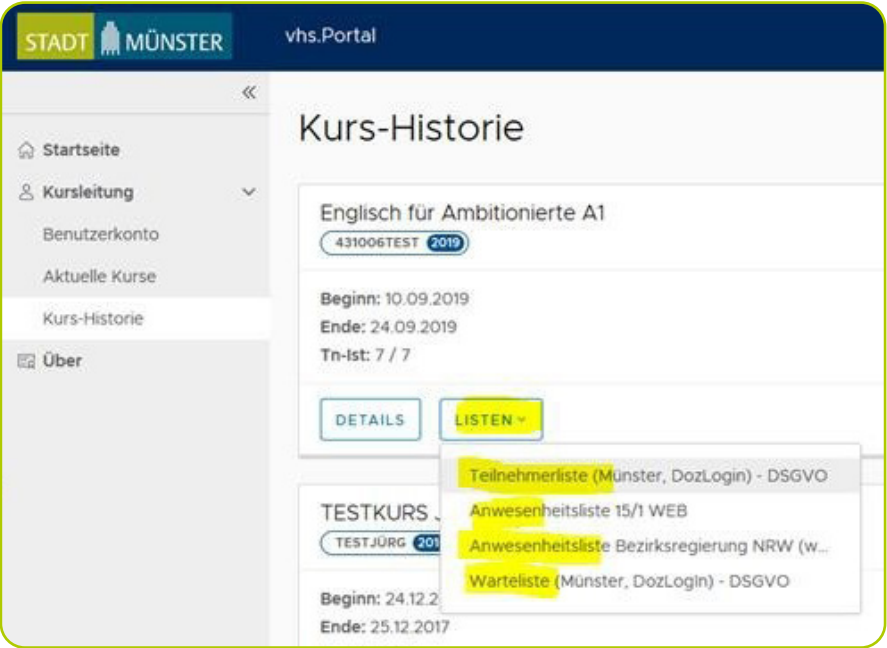 STADT MÜNSTER
vhs.Portal
Startseite
Kursleitung
Benutzerkonto
Aktuelle Kurse
Kurs-Historie
Über
Kurs-Historie
Englisch für Ambitionierte A1
431006TEST 2019
Beginn: 10.09.2019
Ende: 24.09.2019
Tn-Ist: 7 / 7
DETAILS
LISTEN
Teilnehmerliste (Münster, DozLogin) - DSGVO
Anwesenheitsliste 15/1 WEB
Anwesenheitsliste Bezirksregierung NRW (w...
Warteliste (Münster, DozLogIn) - DSGVO
TESTKURS
TESTJÜRG 201
Beginn: 24.12.2
Ende: 25.12.2017